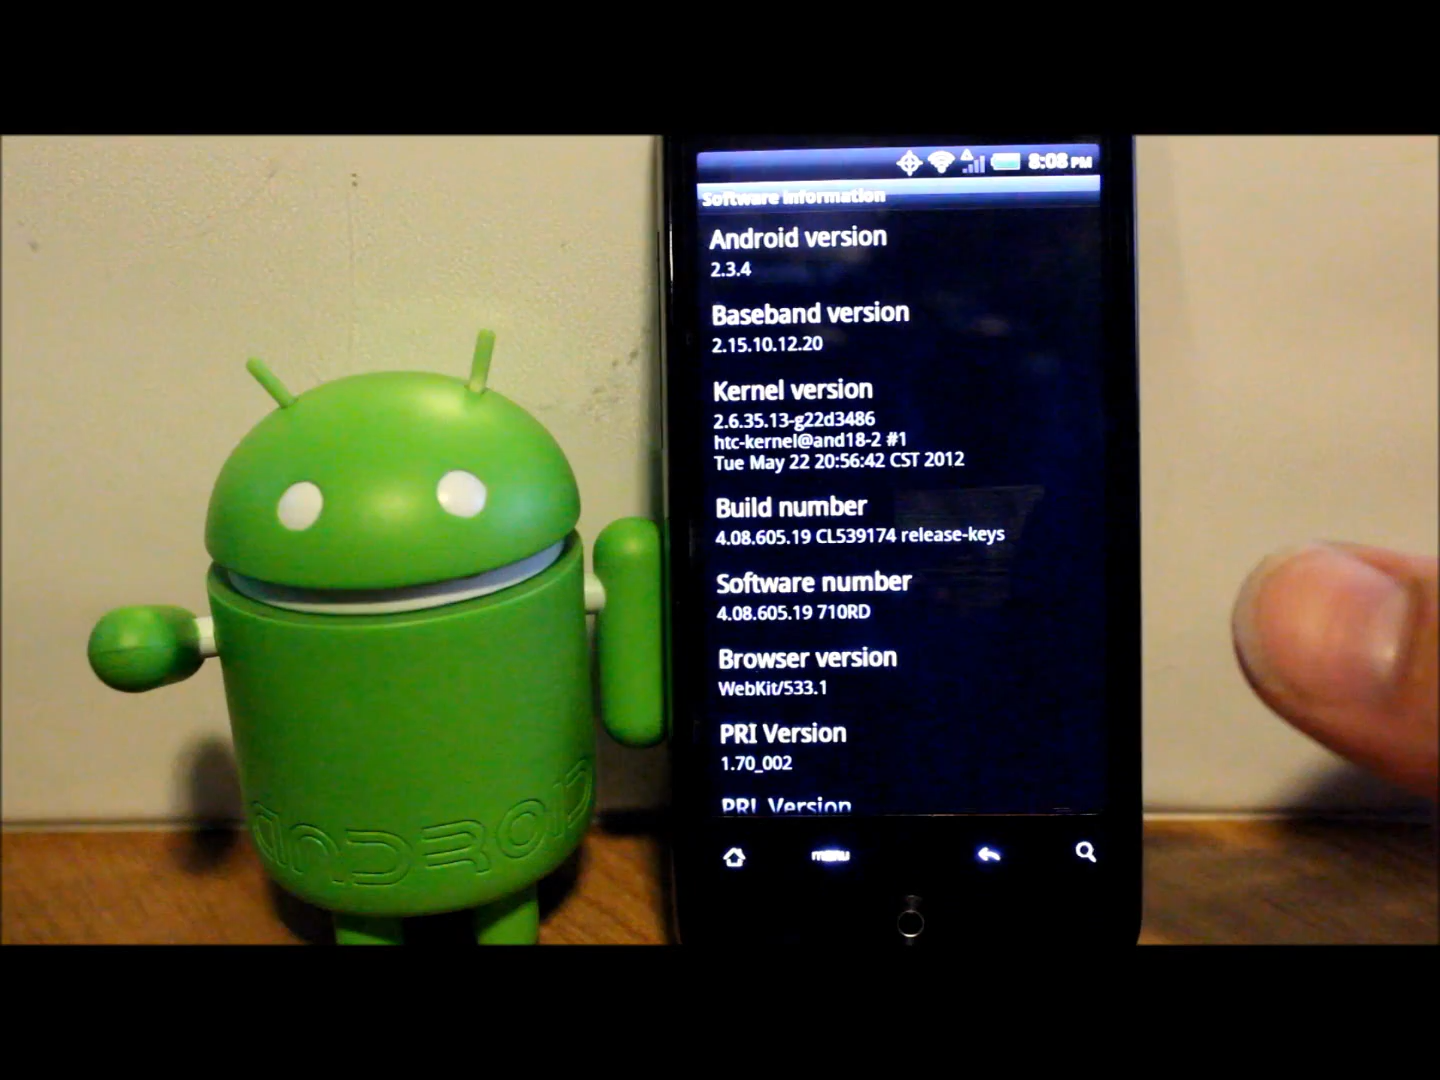 8:08 PM
Software information
Android version
2.3.4
Baseband version
2.15.10.12.20
Kernel version
2.6.35.13-g22d3486
htc-kernel@and18-2 #1
Tue May 22 20:56:42 CST 2012
Build number
4.08.605.19 CL539174 release-keys
Software number
4.08.605.19 710RD
Browser version
WebKit/533.1
PRI Version
1.70_002
PRL Version
menu
ANDROID